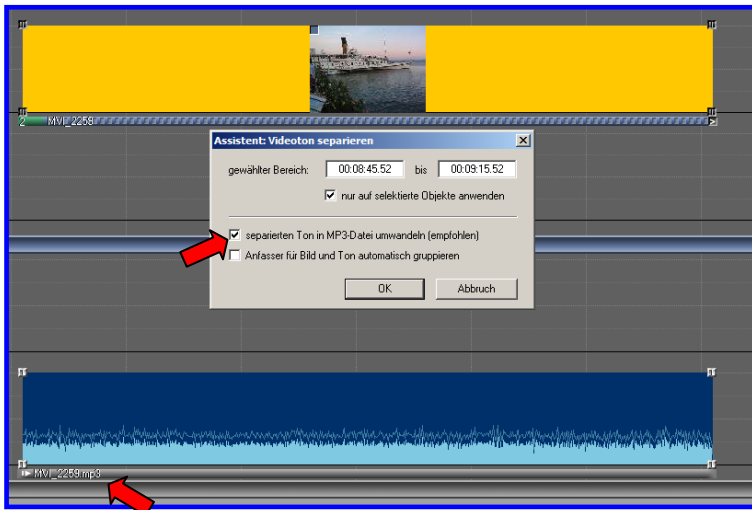 2 MVI_2259
Assistent: Videoton separieren
gewählter Bereich: 00:08:45.52 bis 00:09:15.52
nur auf selektierte Objekte anwenden
separierten Ton in MP3-Datei umwandeln (empfohlen)
Anfasser für Bild und Ton automatisch gruppieren
OK Abbruch
MVI_2259.mp3